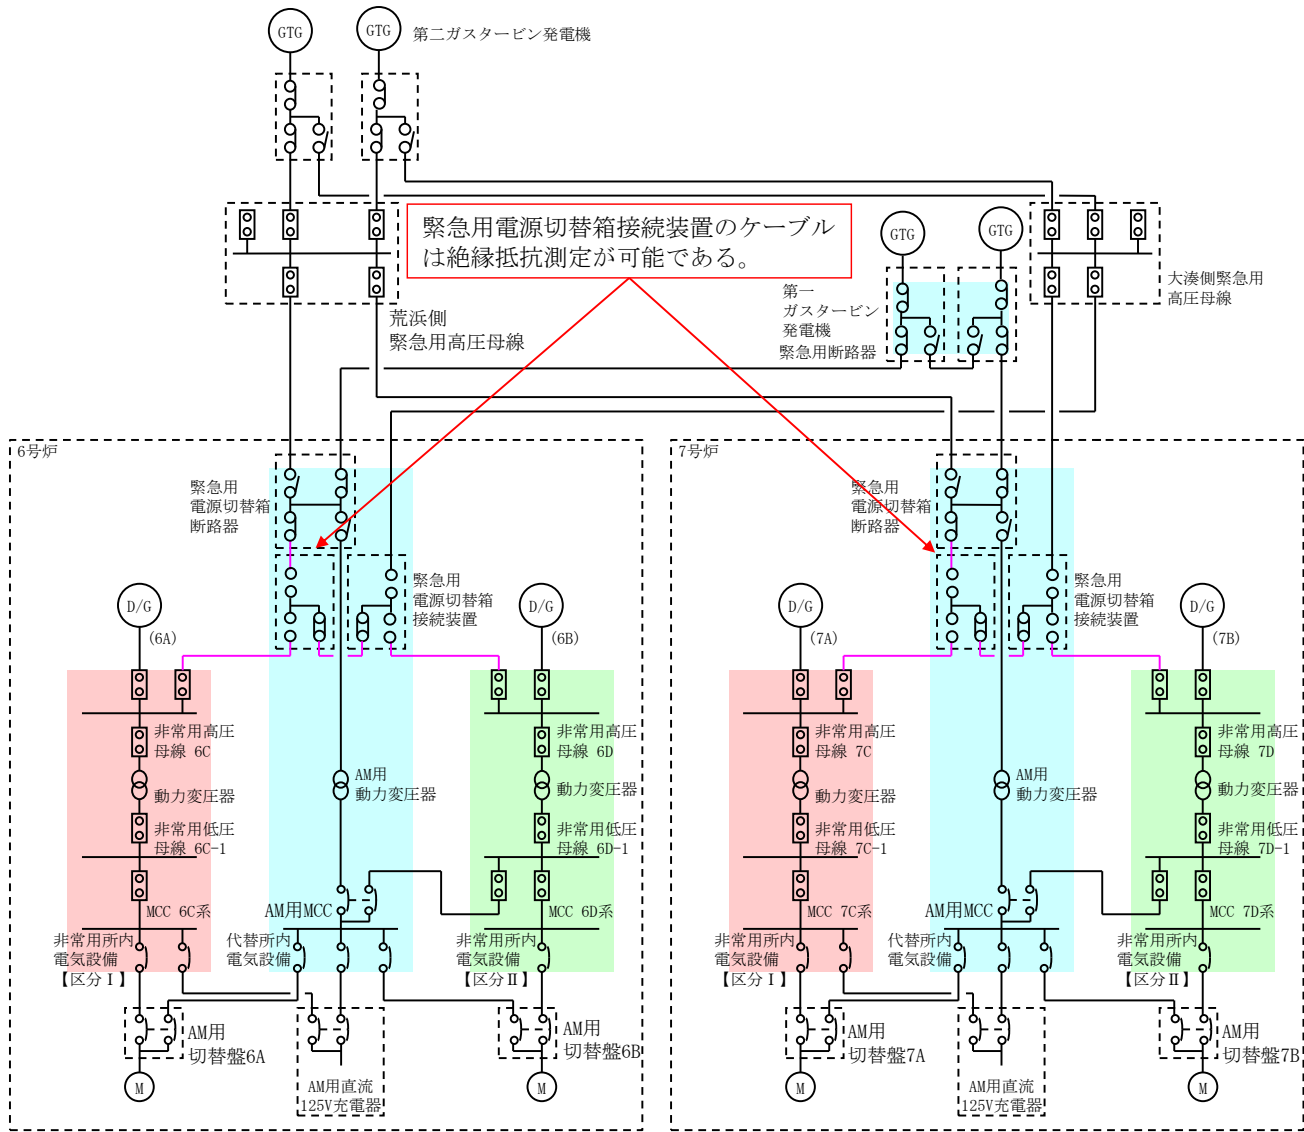 GTG
GTG
第二ガスタービン発電機
緊急用電源切替箱接続装置のケーブル
は絶縁抵抗測定が可能である。
GTG
GTG
第一
ガスタービン
発電機
緊急用断路器
大湊側緊急用
高圧母線
荒浜側
緊急用高圧母線
6号炉
緊急用
電源切替箱
断路器
緊急用
電源切替箱
接続装置
D/G
(6A)
D/G
(6B)
非常用高圧
母線 6C
動力変圧器
非常用低圧
母線 6C-1
MCC 6C系
非常用所内
電気設備
【区分Ⅰ】
AM用
動力変圧器
AM用MCC
代替所内
電気設備
非常用高圧
母線 6D
動力変圧器
非常用低圧
母線 6D-1
MCC 6D系
非常用所内
電気設備
【区分Ⅱ】
AM用
切替盤6A
M
AM用直流
125V充電器
AM用
切替盤6B
M
7号炉
緊急用
電源切替箱
断路器
緊急用
電源切替箱
接続装置
D/G
(7A)
D/G
(7B)
非常用高圧
母線 7C
動力変圧器
非常用低圧
母線 7C-1
MCC 7C系
非常用所内
電気設備
【区分Ⅰ】
AM用
動力変圧器
AM用MCC
代替所内
電気設備
非常用高圧
母線 7D
動力変圧器
非常用低圧
母線 7D-1
MCC 7D系
非常用所内
電気設備
【区分Ⅱ】
AM用
切替盤7A
M
AM用直流
125V充電器
AM用
切替盤7B
M